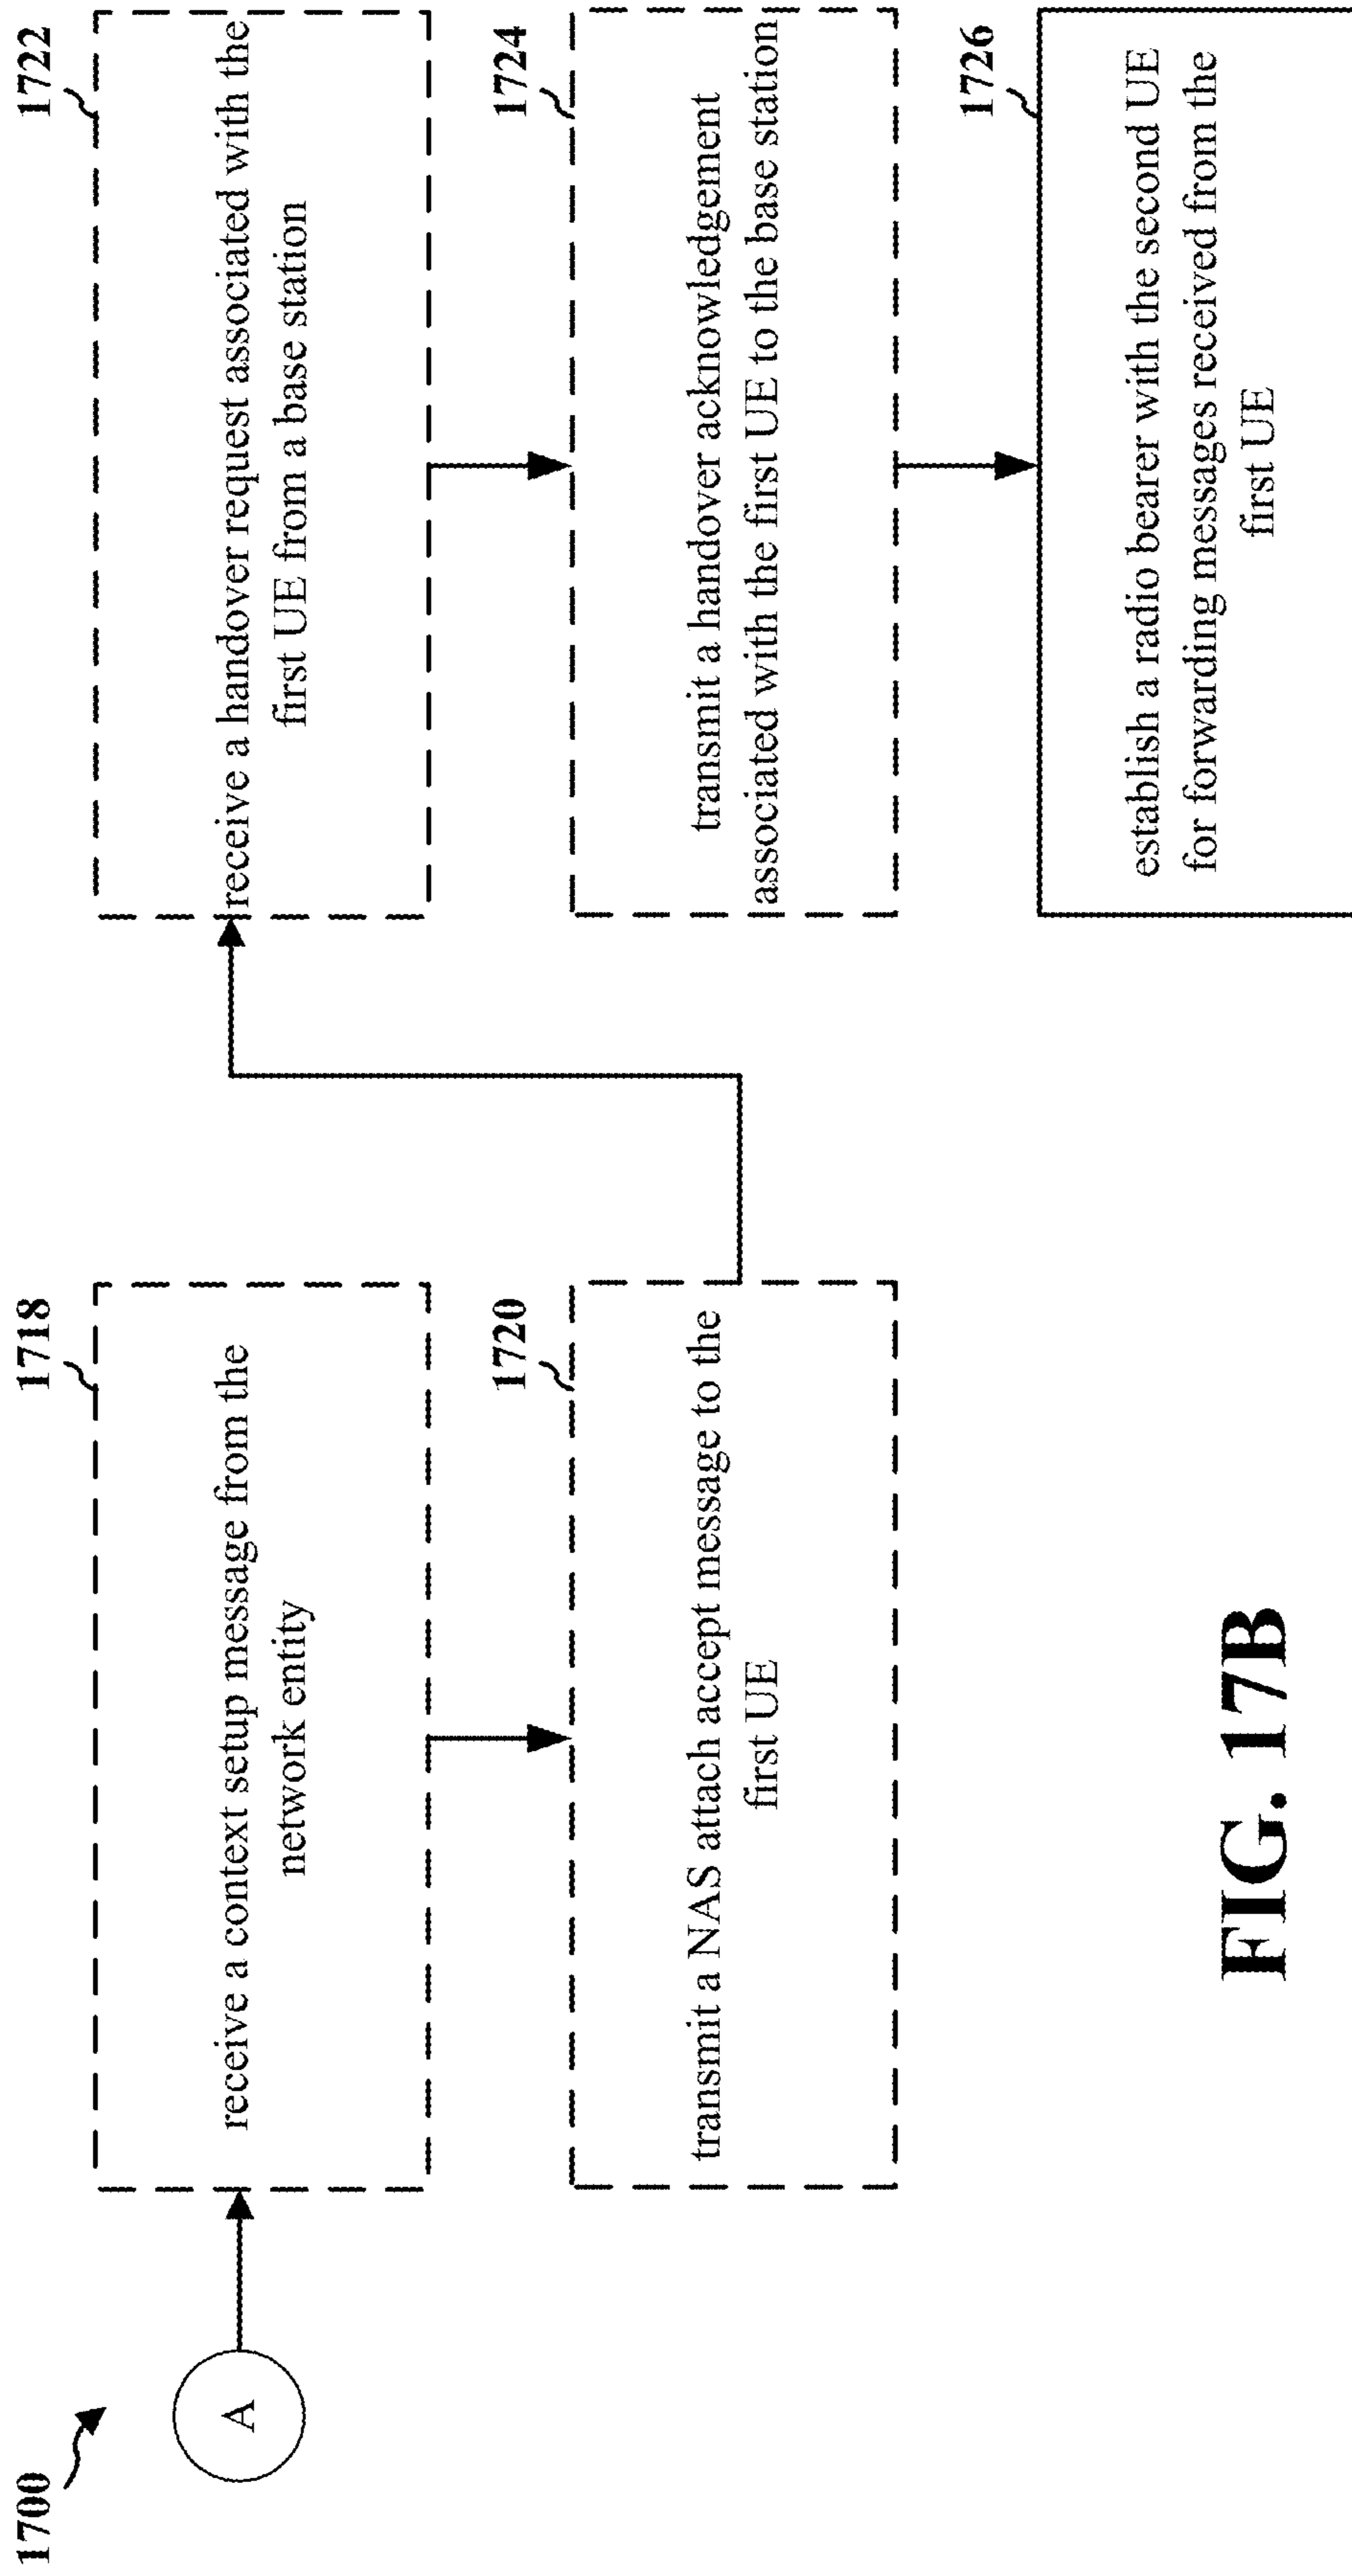 1700
A
1718
receive a context setup message from the
network entity
1720
transmit a NAS attach accept message to the
first UE
1722
receive a handover request associated with the
first UE from a base station
1724
transmit a handover acknowledgement
associated with the first UE to the base station
1726
establish a radio bearer with the second UE
for forwarding messages received from the
first UE
FIG. 17B